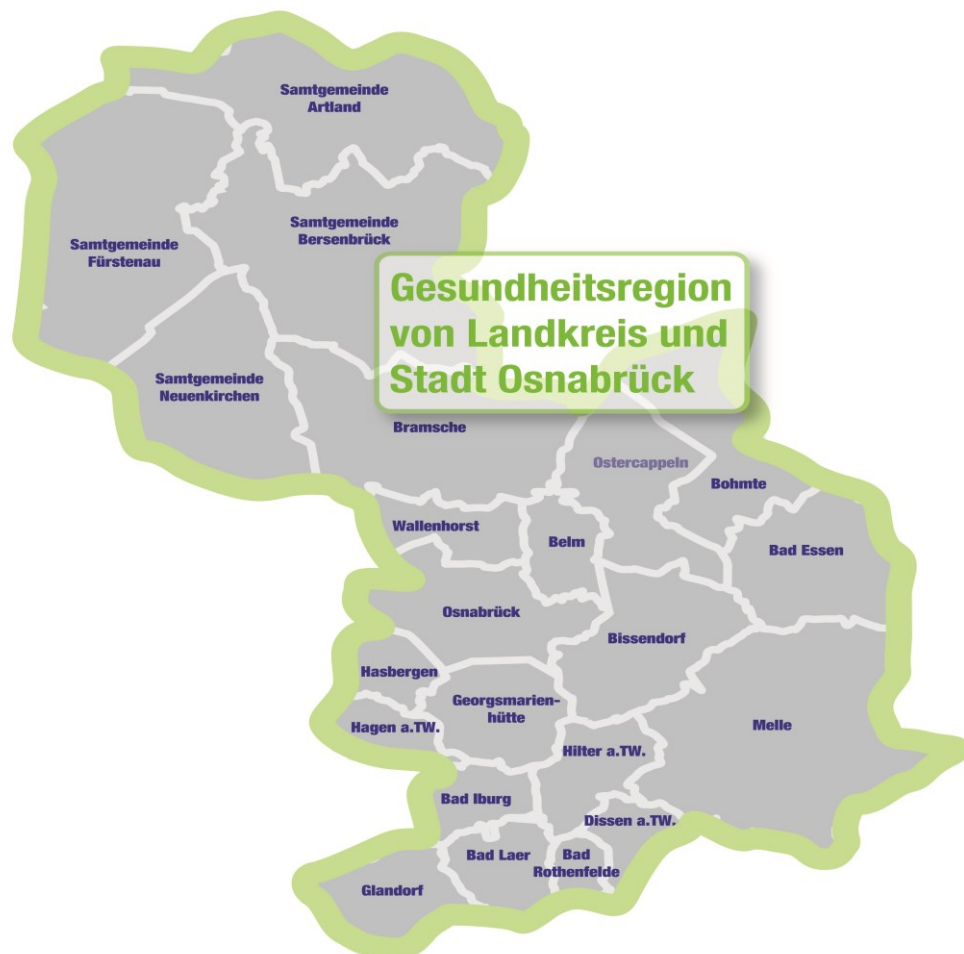 Samtgemeinde
Artland
Samtgemeinde
Bersenbrück
Samtgemeinde
Fürstenau
Gesundheitsregion
von Landkreis und
Stadt Osnabrück
Samtgemeinde
Neuenkirchen
Bramsche
Ostercappeln
Bohmte
Wallenhorst
Belm
Bad Essen
Osnabrück
Bissendorf
Hasbergen
Georgsmarien-
hütte
Hagen a.TW.
Melle
Hilter a.TW.
Bad Iburg
Dissen a.TW.
Bad Laer
Bad
Rothenfelde
Glandorf